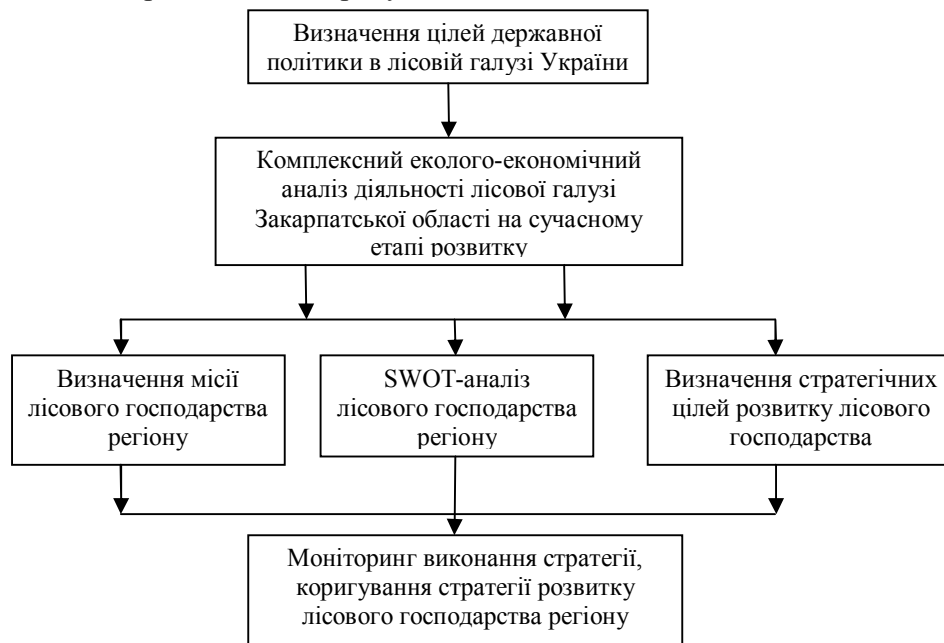 Визначення цілей державної
політики в лісовій галузі України
Комплексний еколого-економічний
аналіз діяльності лісової галузі
Закарпатської області на сучасному
етапі розвитку
Визначення місії
лісового господарства
регіону
SWOT-аналіз
лісового господарства
регіону
Визначення стратегічних
цілей розвитку лісового
господарства
Моніторинг виконання стратегії,
коригування стратегії розвитку
лісового господарства регіону